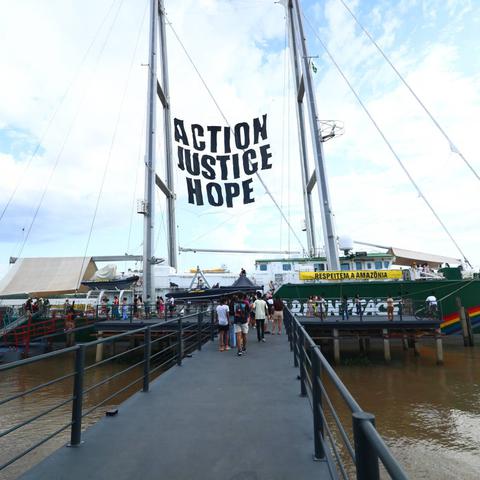 ACTION
JUSTICE
HOPE
RESPEITEM A AMAZÔNIA